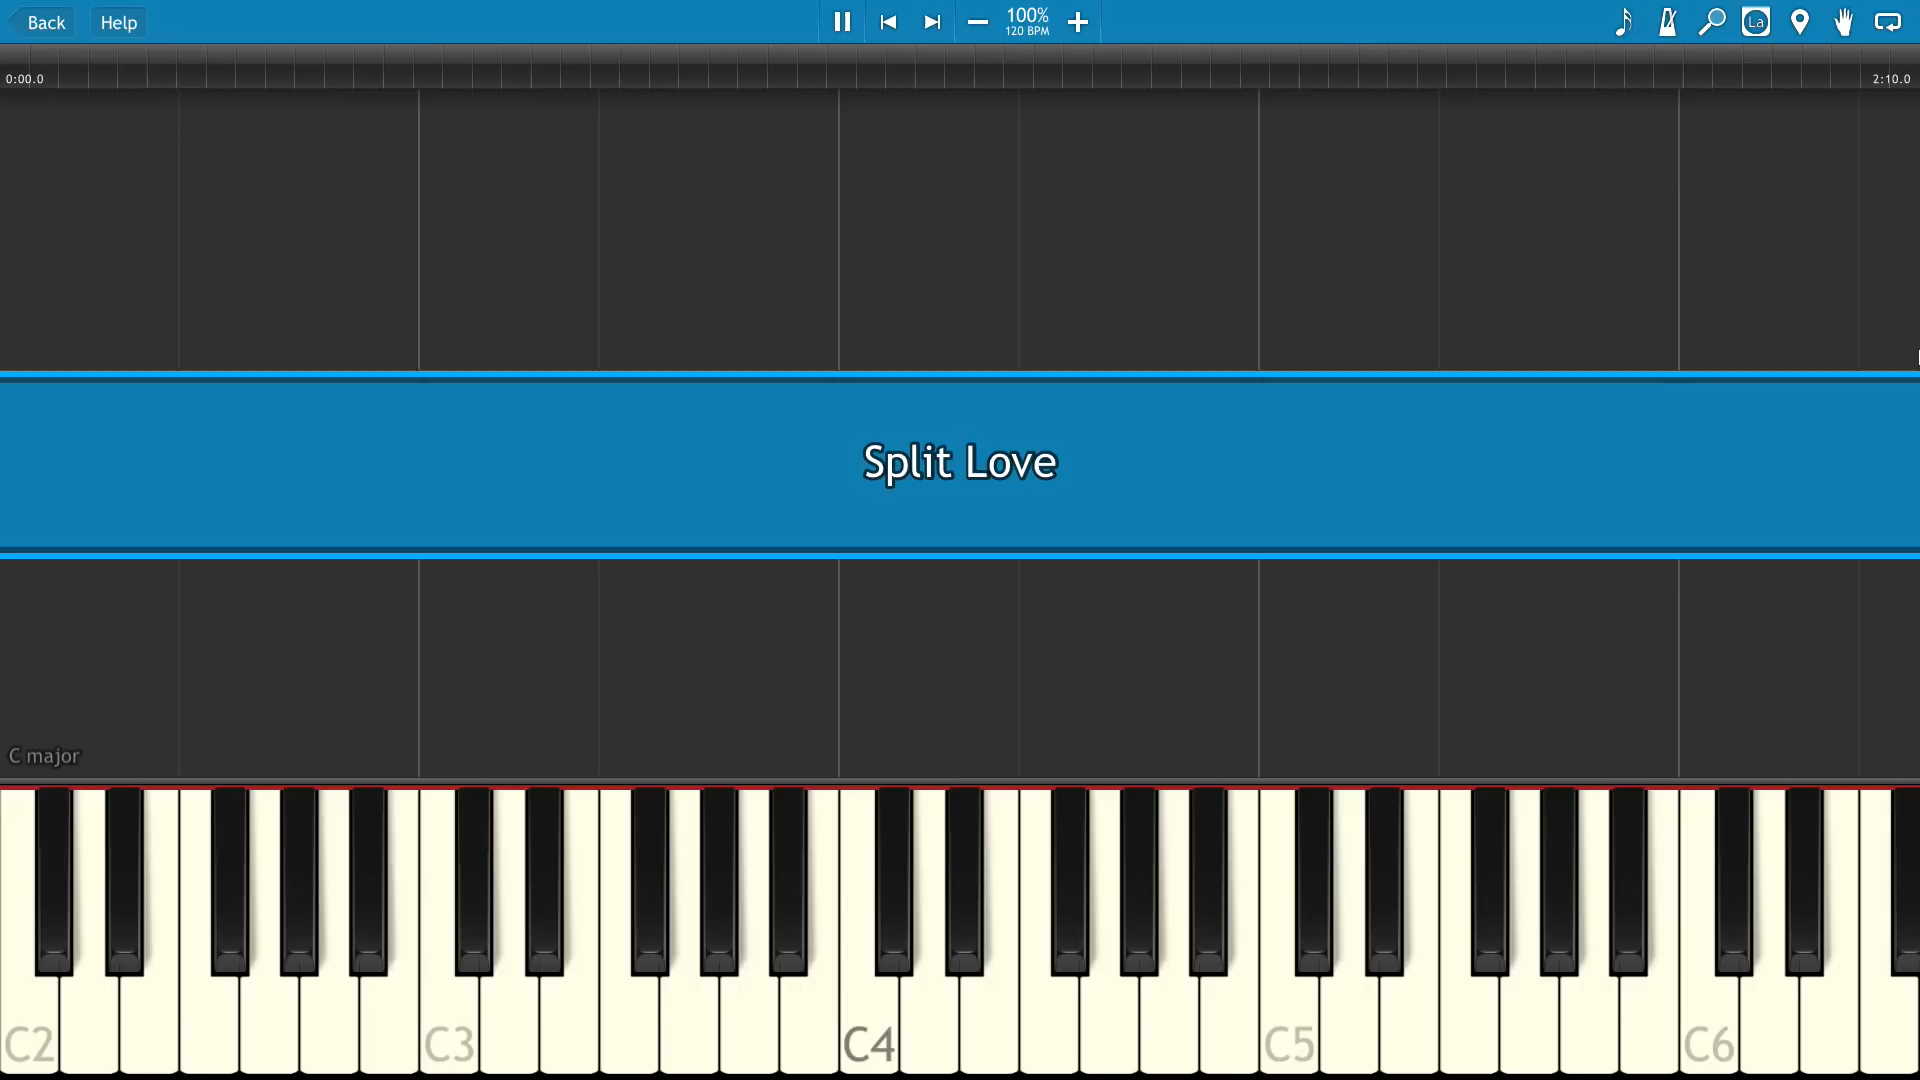 Back
Help
100%
120 BPM
La
0:00.0
2:10.0
Split Love
C major
C2
C3
C4
C5
C6